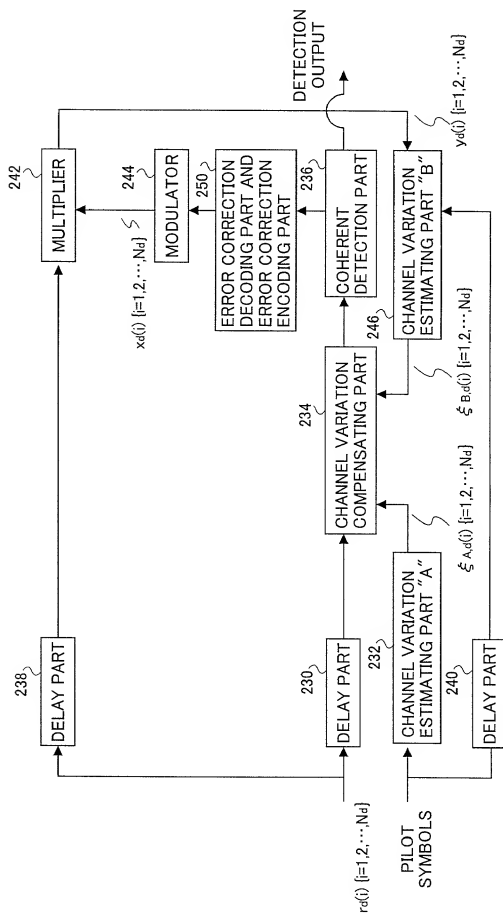 238
DELAY PART
242
MULTIPLIER
xd(i) {i=1,2,⋯,Nd}
244
MODULATOR
250
ERROR CORRECTION
DECODING PART AND
ERROR CORRECTION
ENCODING PART
rd(i) {i=1,2,⋯,Nd}
230
DELAY PART
234
CHANNEL VARIATION
COMPENSATING PART
236
COHERENT
DETECTION PART
DETECTION
OUTPUT
PILOT
SYMBOLS
232
CHANNEL VARIATION
ESTIMATING PART "A"
ξA,d(i) {i=1,2,⋯,Nd}
246
CHANNEL VARIATION
ESTIMATING PART "B"
ξB,d(i) {i=1,2,⋯,Nd}
yd(i) {i=1,2,⋯,Nd}
240
DELAY PART